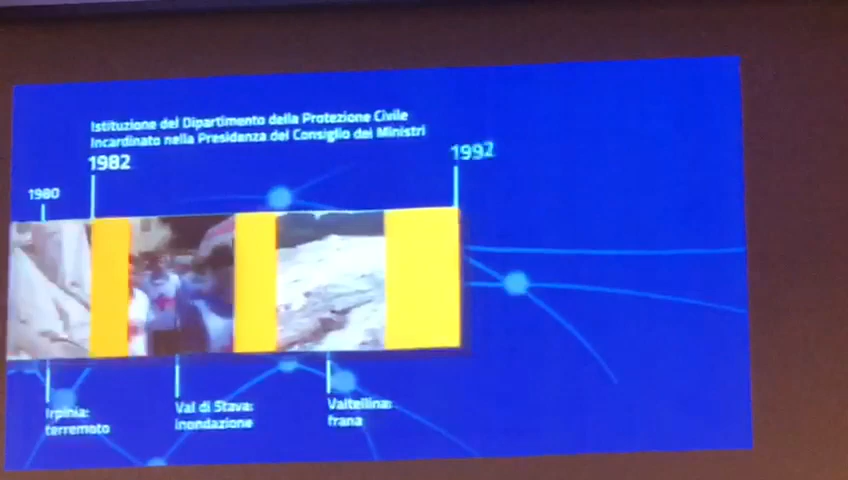 Istituzione del Dipartimento della Protezione Civile
Incardinato nella Presidenza del Consiglio dei Ministri
1982
1992
1980
Irpinia:
terremoto
Val di Stava:
inondazione
Valtellina:
frana